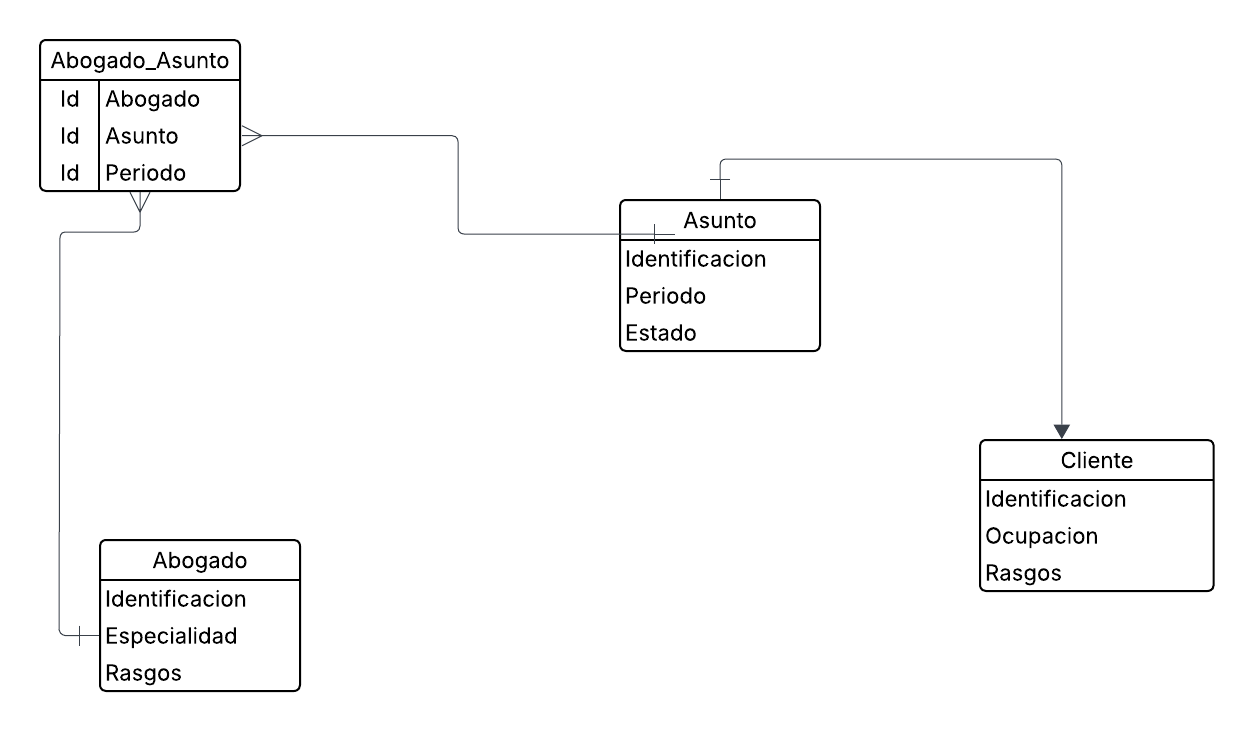 Abogado_Asunto
Id Abogado
Id Asunto
Id Periodo
Asunto
Identificacion
Periodo
Estado
Cliente
Identificacion
Ocupacion
Rasgos
Abogado
Identificacion
Especialidad
Rasgos